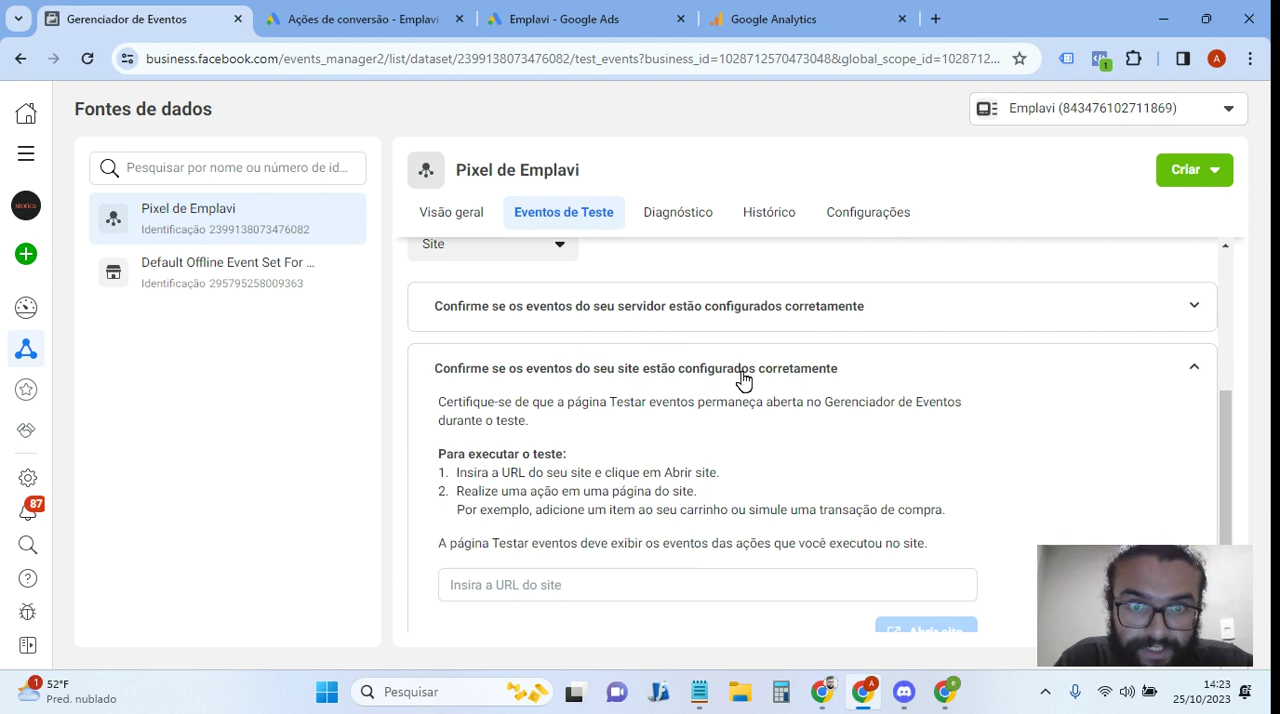 Gerenciador de Eventos
Ações de conversão - Emplavi
Emplavi - Google Ads
Google Analytics
business.facebook.com/events_manager2/list/dataset/2399138073476082/test_events?business_id=1028712570473048&global_scope_id=1028712...
A
1
Fontes de dados
Emplavi (843476102711869)
Pesquisar por nome ou número de id...
Pixel de Emplavi
Identificação 2399138073476082
Default Offline Event Set For ...
Identificação 295795258009363
Pixel de Emplavi
Criar
Visão geral
Eventos de Teste
Diagnóstico
Histórico
Configurações
Site
Confirme se os eventos do seu servidor estão configurados corretamente
Confirme se os eventos do seu site estão configurados corretamente
Certifique-se de que a página Testar eventos permaneça aberta no Gerenciador de Eventos
durante o teste.
Para executar o teste:
1. Insira a URL do seu site e clique em Abrir site.
2. Realize uma ação em uma página do site.
Por exemplo, adicione um item ao seu carrinho ou simule uma transação de compra.
A página Testar eventos deve exibir os eventos das ações que você executou no site.
Insira a URL do site
Abrir site
87
1
52°F
Pred. nublado
Pesquisar
A
e
14:23
25/10/2023